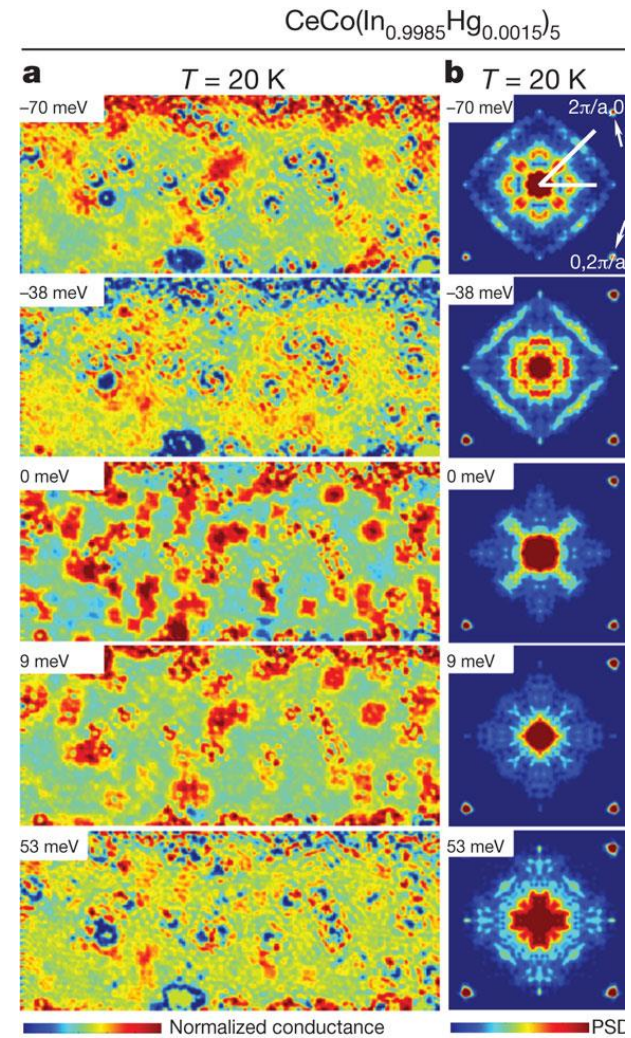 CeCo(In₀.₉₉₈₅Hg₀.₀₀₁₅)₅
a T = 20 K b T = 20 K
–70 meV –70 meV 2π/a,0
0,2π/a
–38 meV –38 meV
0 meV 0 meV
9 meV 9 meV
53 meV 53 meV
Normalized conductance PSD